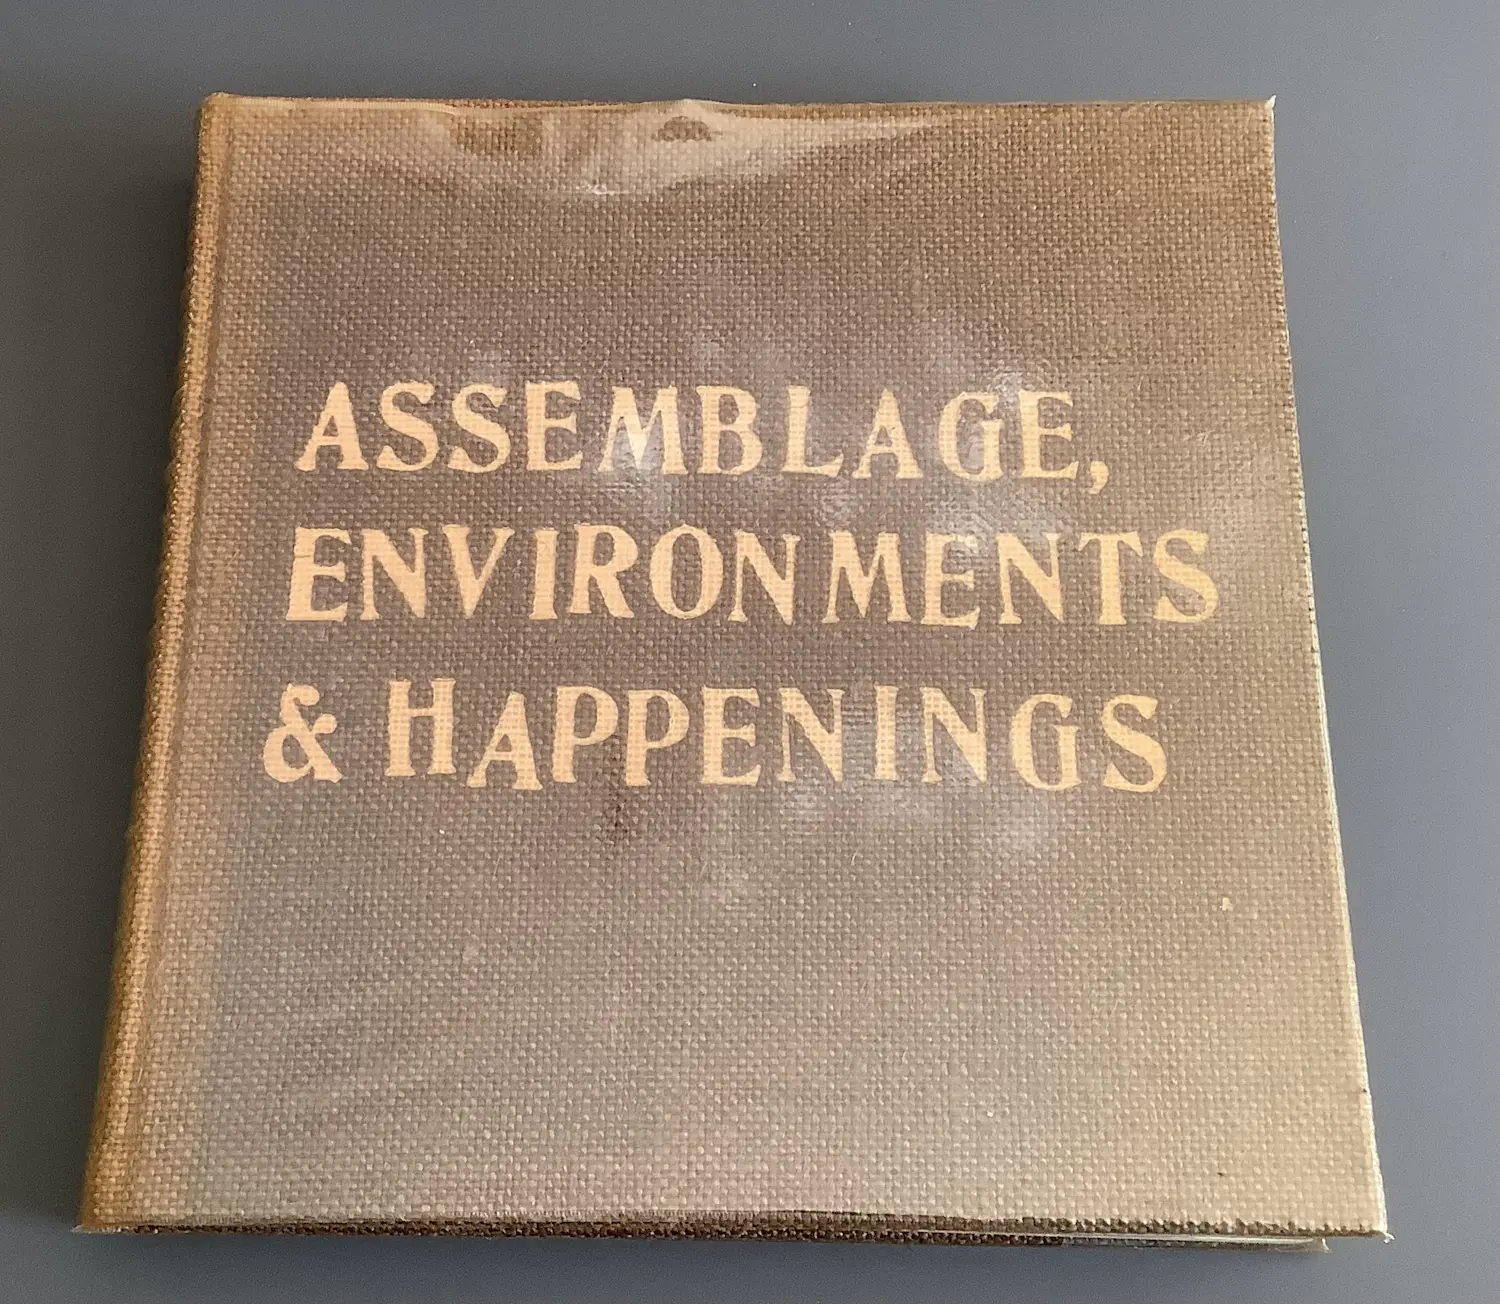 ASSEMBLAGE,
ENVIRONMENTS
& HAPPENINGS